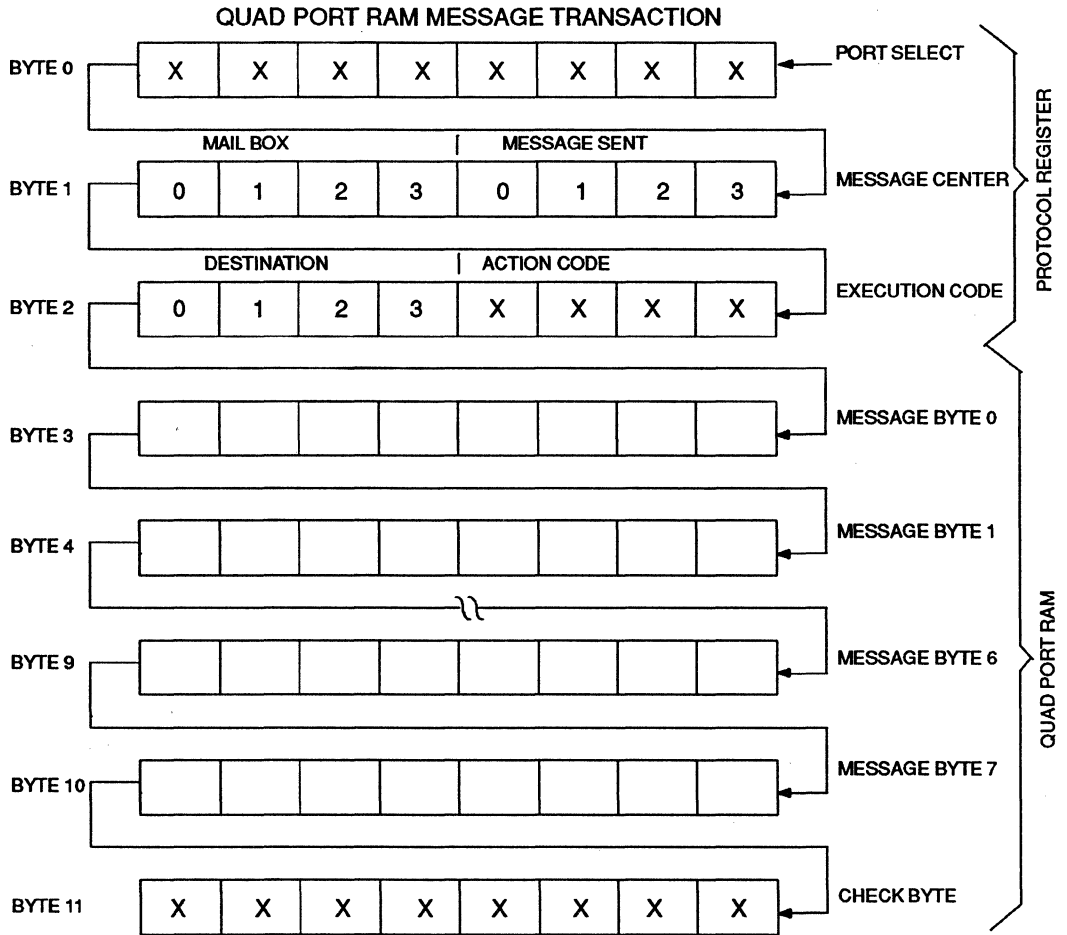 QUAD PORT RAM MESSAGE TRANSACTION
BYTE 0
X X X X X X X X
PORT SELECT
MAIL BOX | MESSAGE SENT
BYTE 1
0 1 2 3 0 1 2 3
MESSAGE CENTER
DESTINATION | ACTION CODE
BYTE 2
0 1 2 3 X X X X
EXECUTION CODE
PROTOCOL REGISTER
BYTE 3
MESSAGE BYTE 0
BYTE 4
MESSAGE BYTE 1
BYTE 9
MESSAGE BYTE 6
BYTE 10
MESSAGE BYTE 7
BYTE 11
X X X X X X X X
CHECK BYTE
QUAD PORT RAM